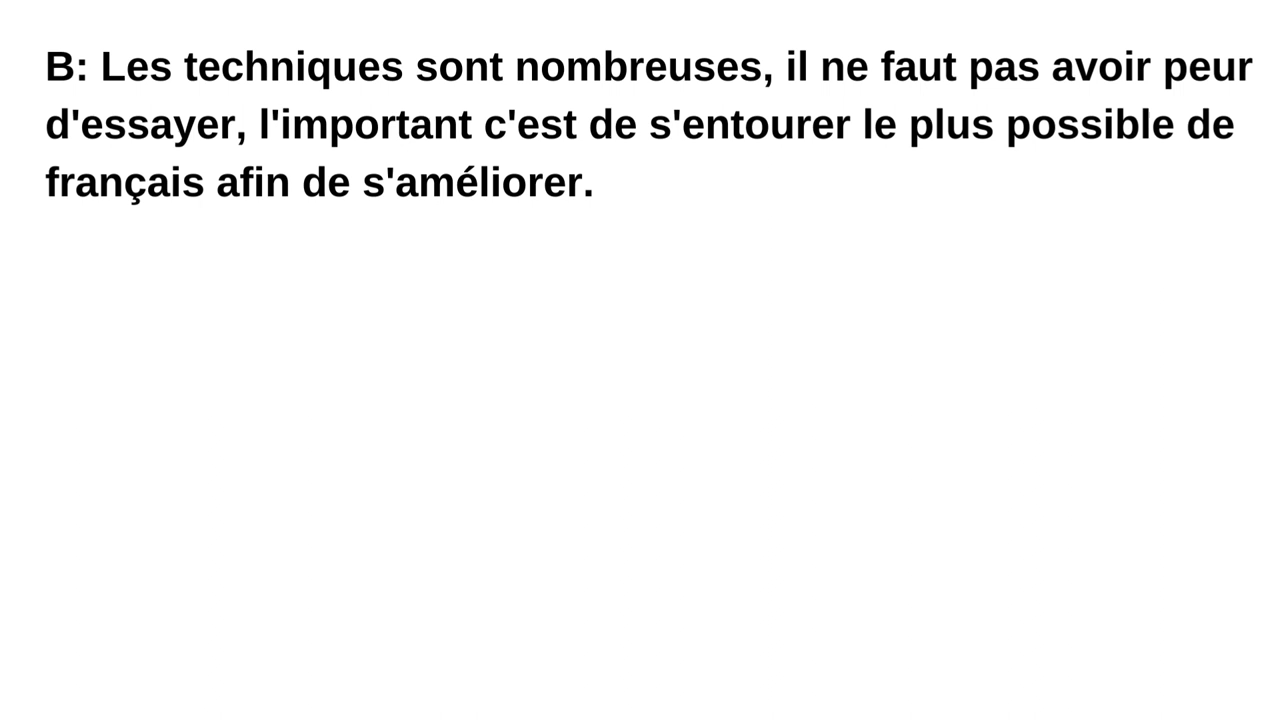 B: Les techniques sont nombreuses, il ne faut pas avoir peur
d'essayer, l'important c'est de s'entourer le plus possible de
français afin de s'améliorer.